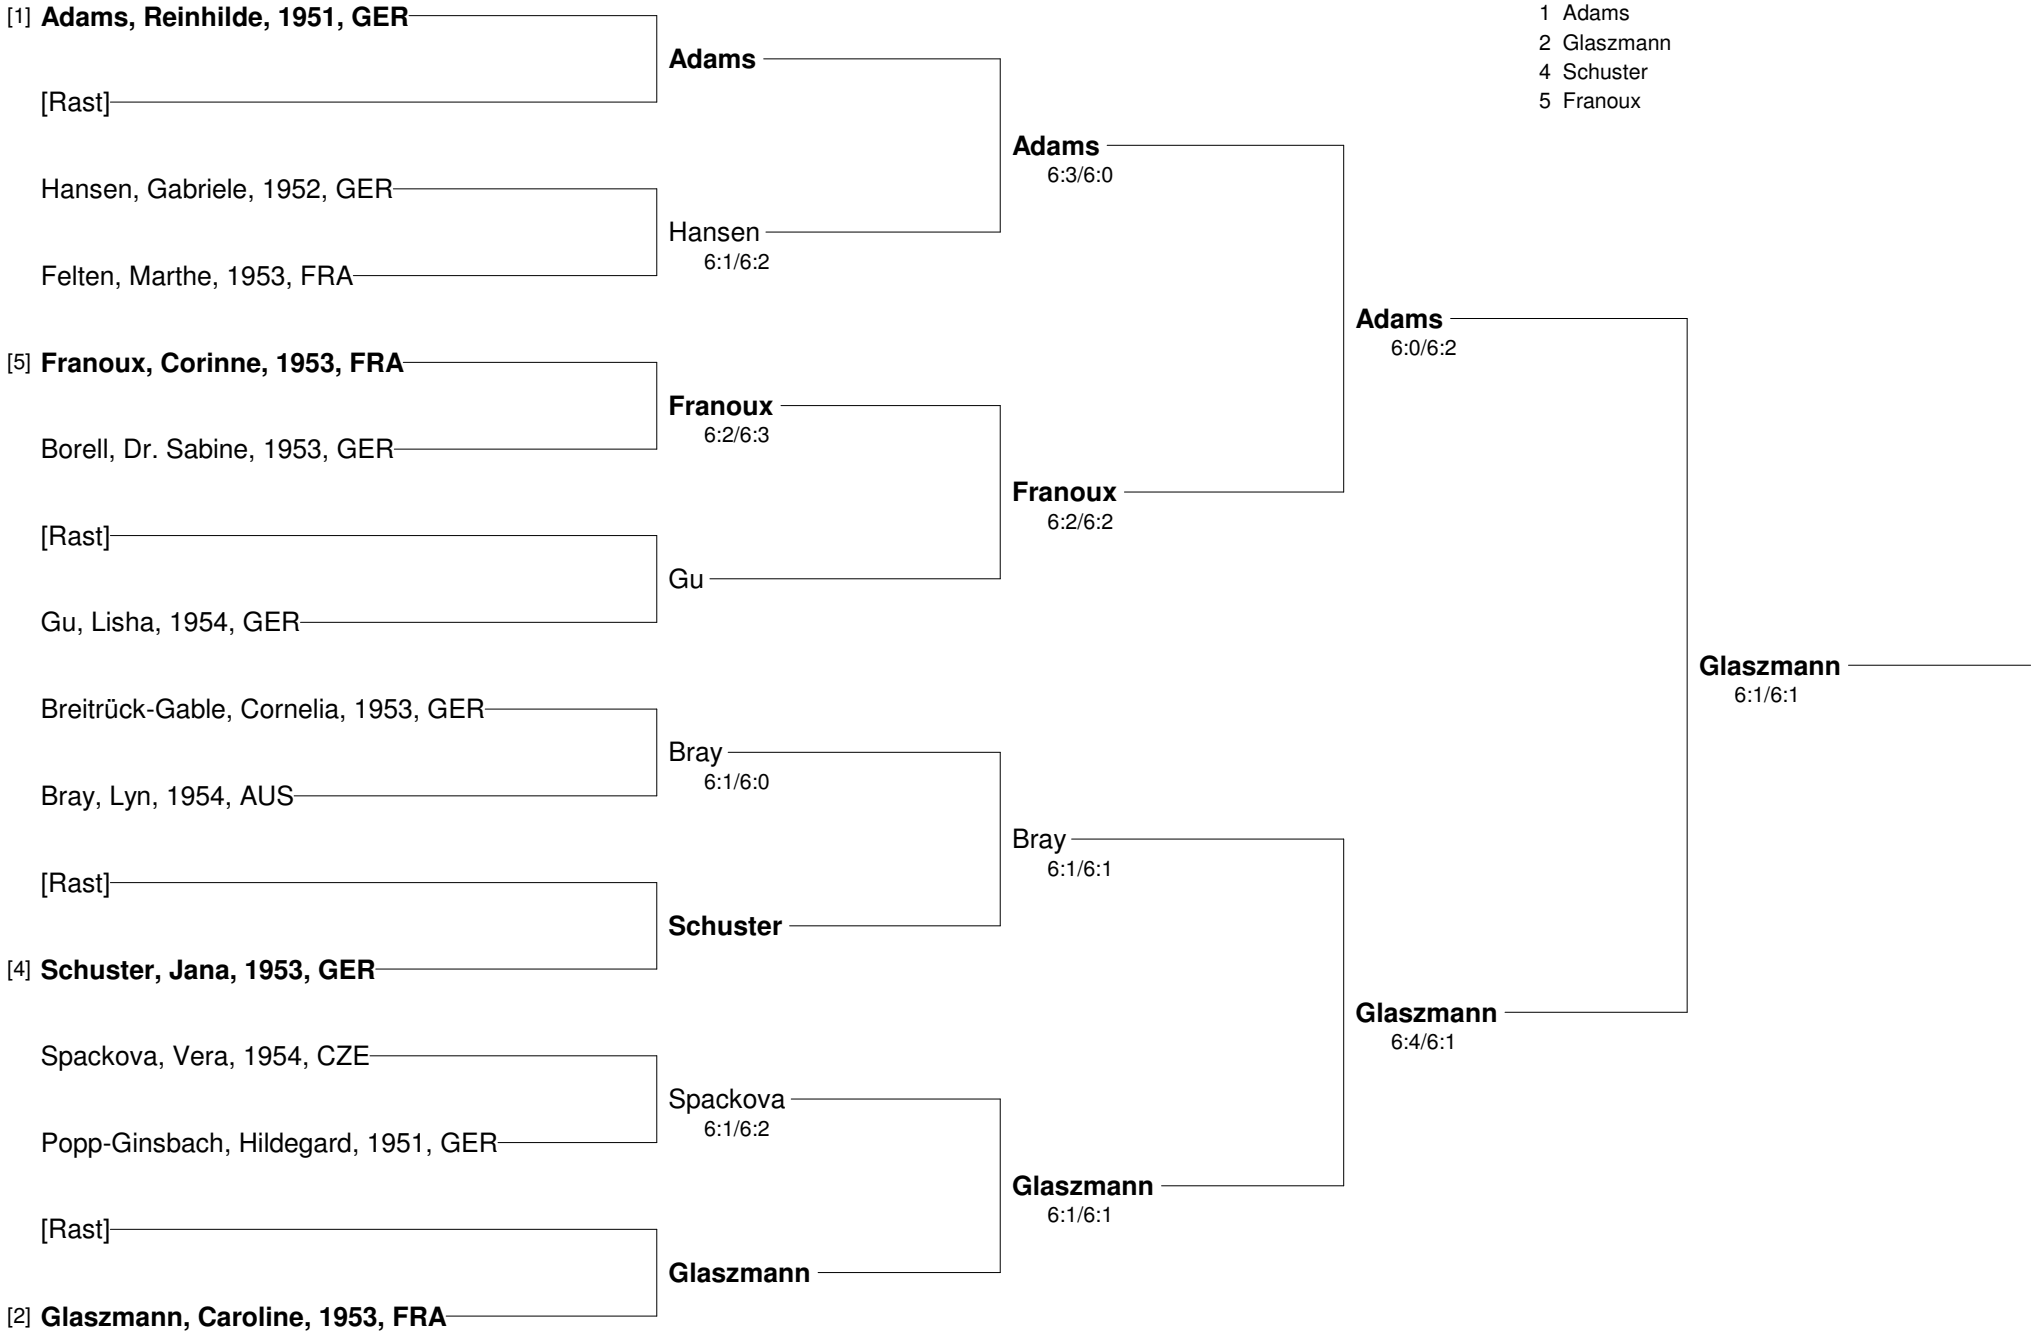 [1] Adams, Reinhilde, 1951, GER
[Rast]
Hansen, Gabriele, 1952, GER
Felten, Marthe, 1953, FRA
[5] Franoux, Corinne, 1953, FRA
Borell, Dr. Sabine, 1953, GER
[Rast]
Gu, Lisha, 1954, GER
Breitrück-Gable, Cornelia, 1953, GER
Bray, Lyn, 1954, AUS
[Rast]
[4] Schuster, Jana, 1953, GER
Spackova, Vera, 1954, CZE
Popp-Ginsbach, Hildegard, 1951, GER
[Rast]
[2] Glaszmann, Caroline, 1953, FRA
Adams
Hansen
6:1/6:2
Franoux
6:2/6:3
Gu
Bray
6:1/6:0
Schuster
Spackova
6:1/6:2
Glaszmann
Adams
6:3/6:0
Franoux
6:2/6:2
Bray
6:1/6:1
Glaszmann
6:1/6:1
Adams
6:0/6:2
Glaszmann
6:4/6:1
Glaszmann
6:1/6:1
1 Adams
2 Glaszmann
4 Schuster
5 Franoux